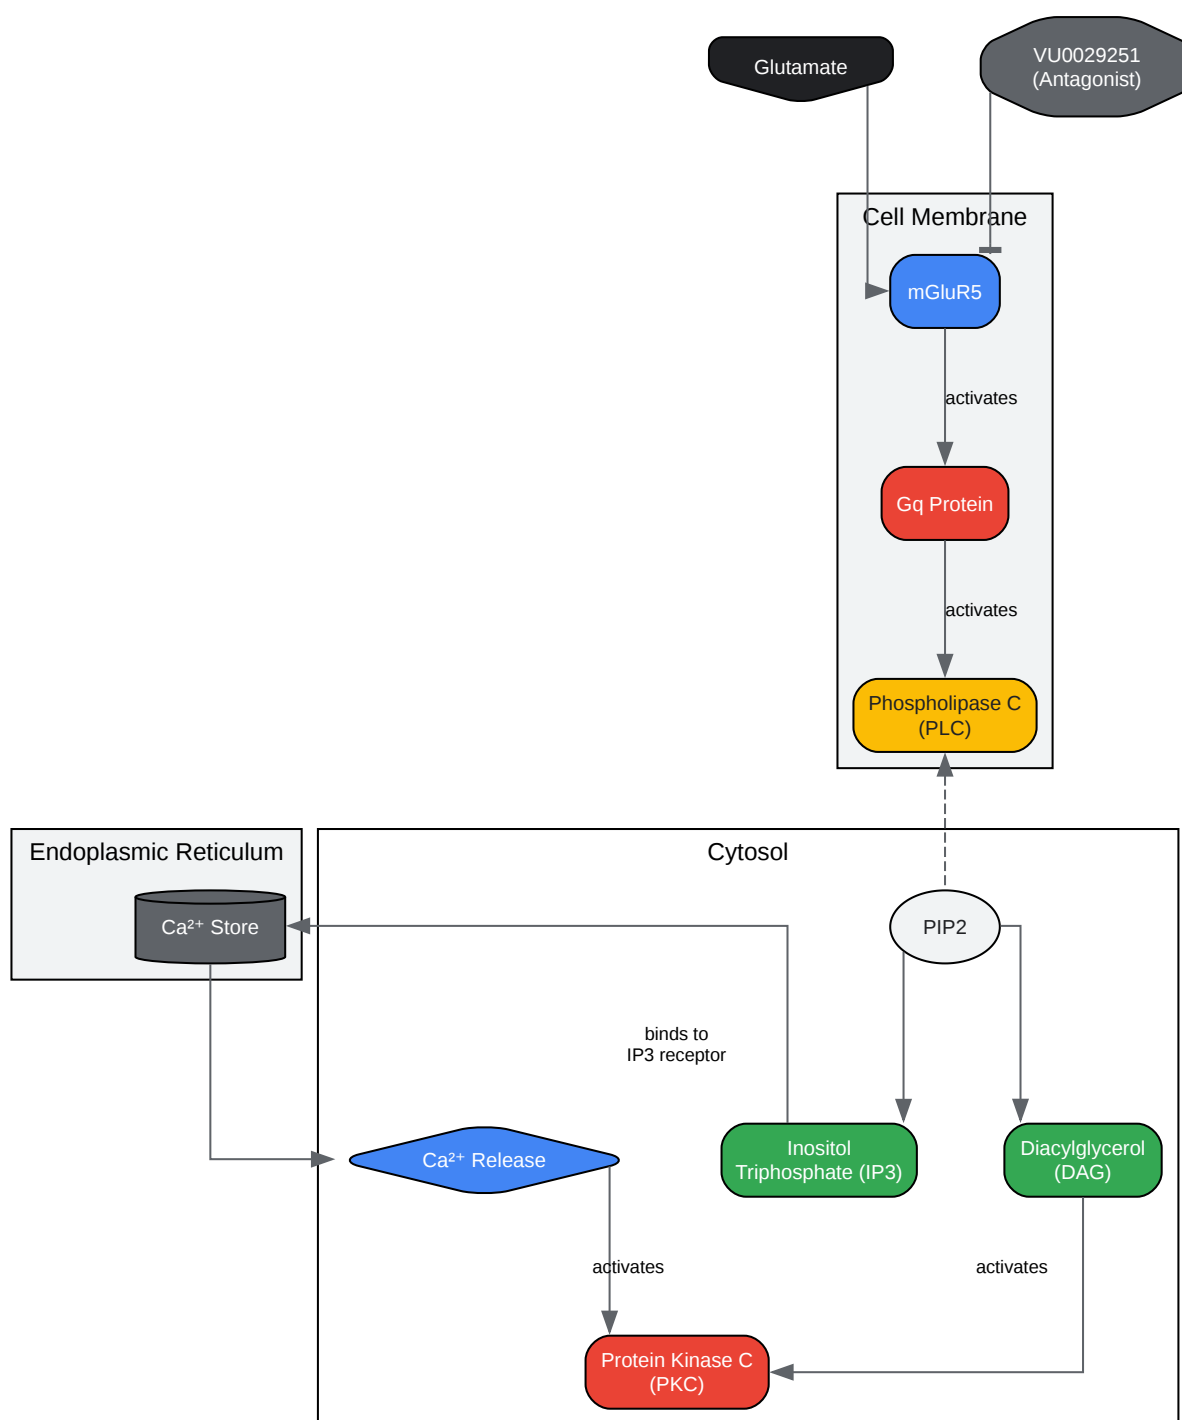 Glutamate
VU0029251
(Antagonist)
Cell Membrane
mGluR5
activates
Gq Protein
activates
Phospholipase C
(PLC)
Endoplasmic Reticulum
Cytosol
Ca²⁺ Store
PIP2
binds to
IP3 receptor
Ca²⁺ Release
Inositol
Triphosphate (IP3)
Diacylglycerol
(DAG)
activates
activates
Protein Kinase C
(PKC)